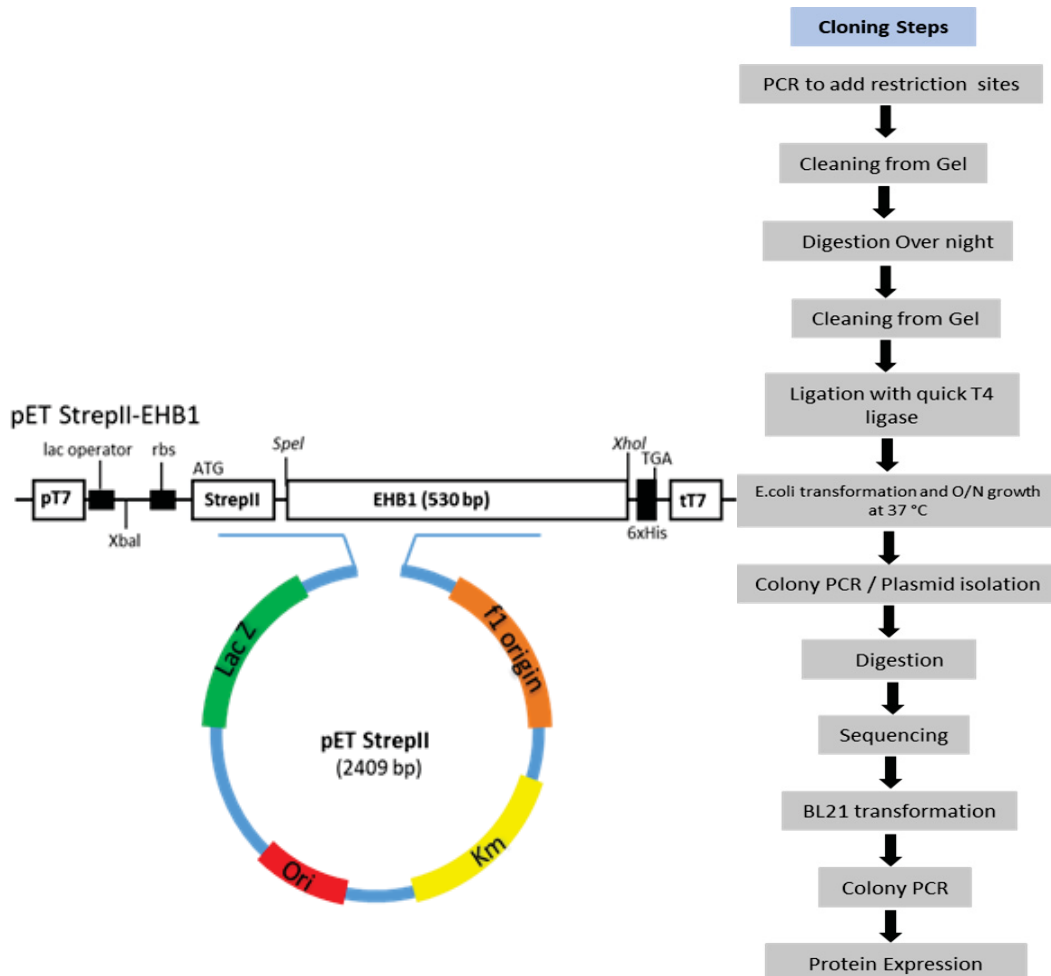 Cloning Steps
PCR to add restriction sites
Cleaning from Gel
Digestion Over night
Cleaning from Gel
Ligation with quick T4
ligase
E.coli transformation and O/N growth
at 37 °C
Colony PCR / Plasmid isolation
Digestion
Sequencing
BL21 transformation
Colony PCR
Protein Expression
pET StrepII-EHB1
lac operator
rbs
ATG
SpeI
XhoI
TGA
pT7
StrepII
EHB1 (530 bp)
tT7
XbaI
6xHis
Lac Z
f1 origin
pET StrepII
(2409 bp)
Ori
Km